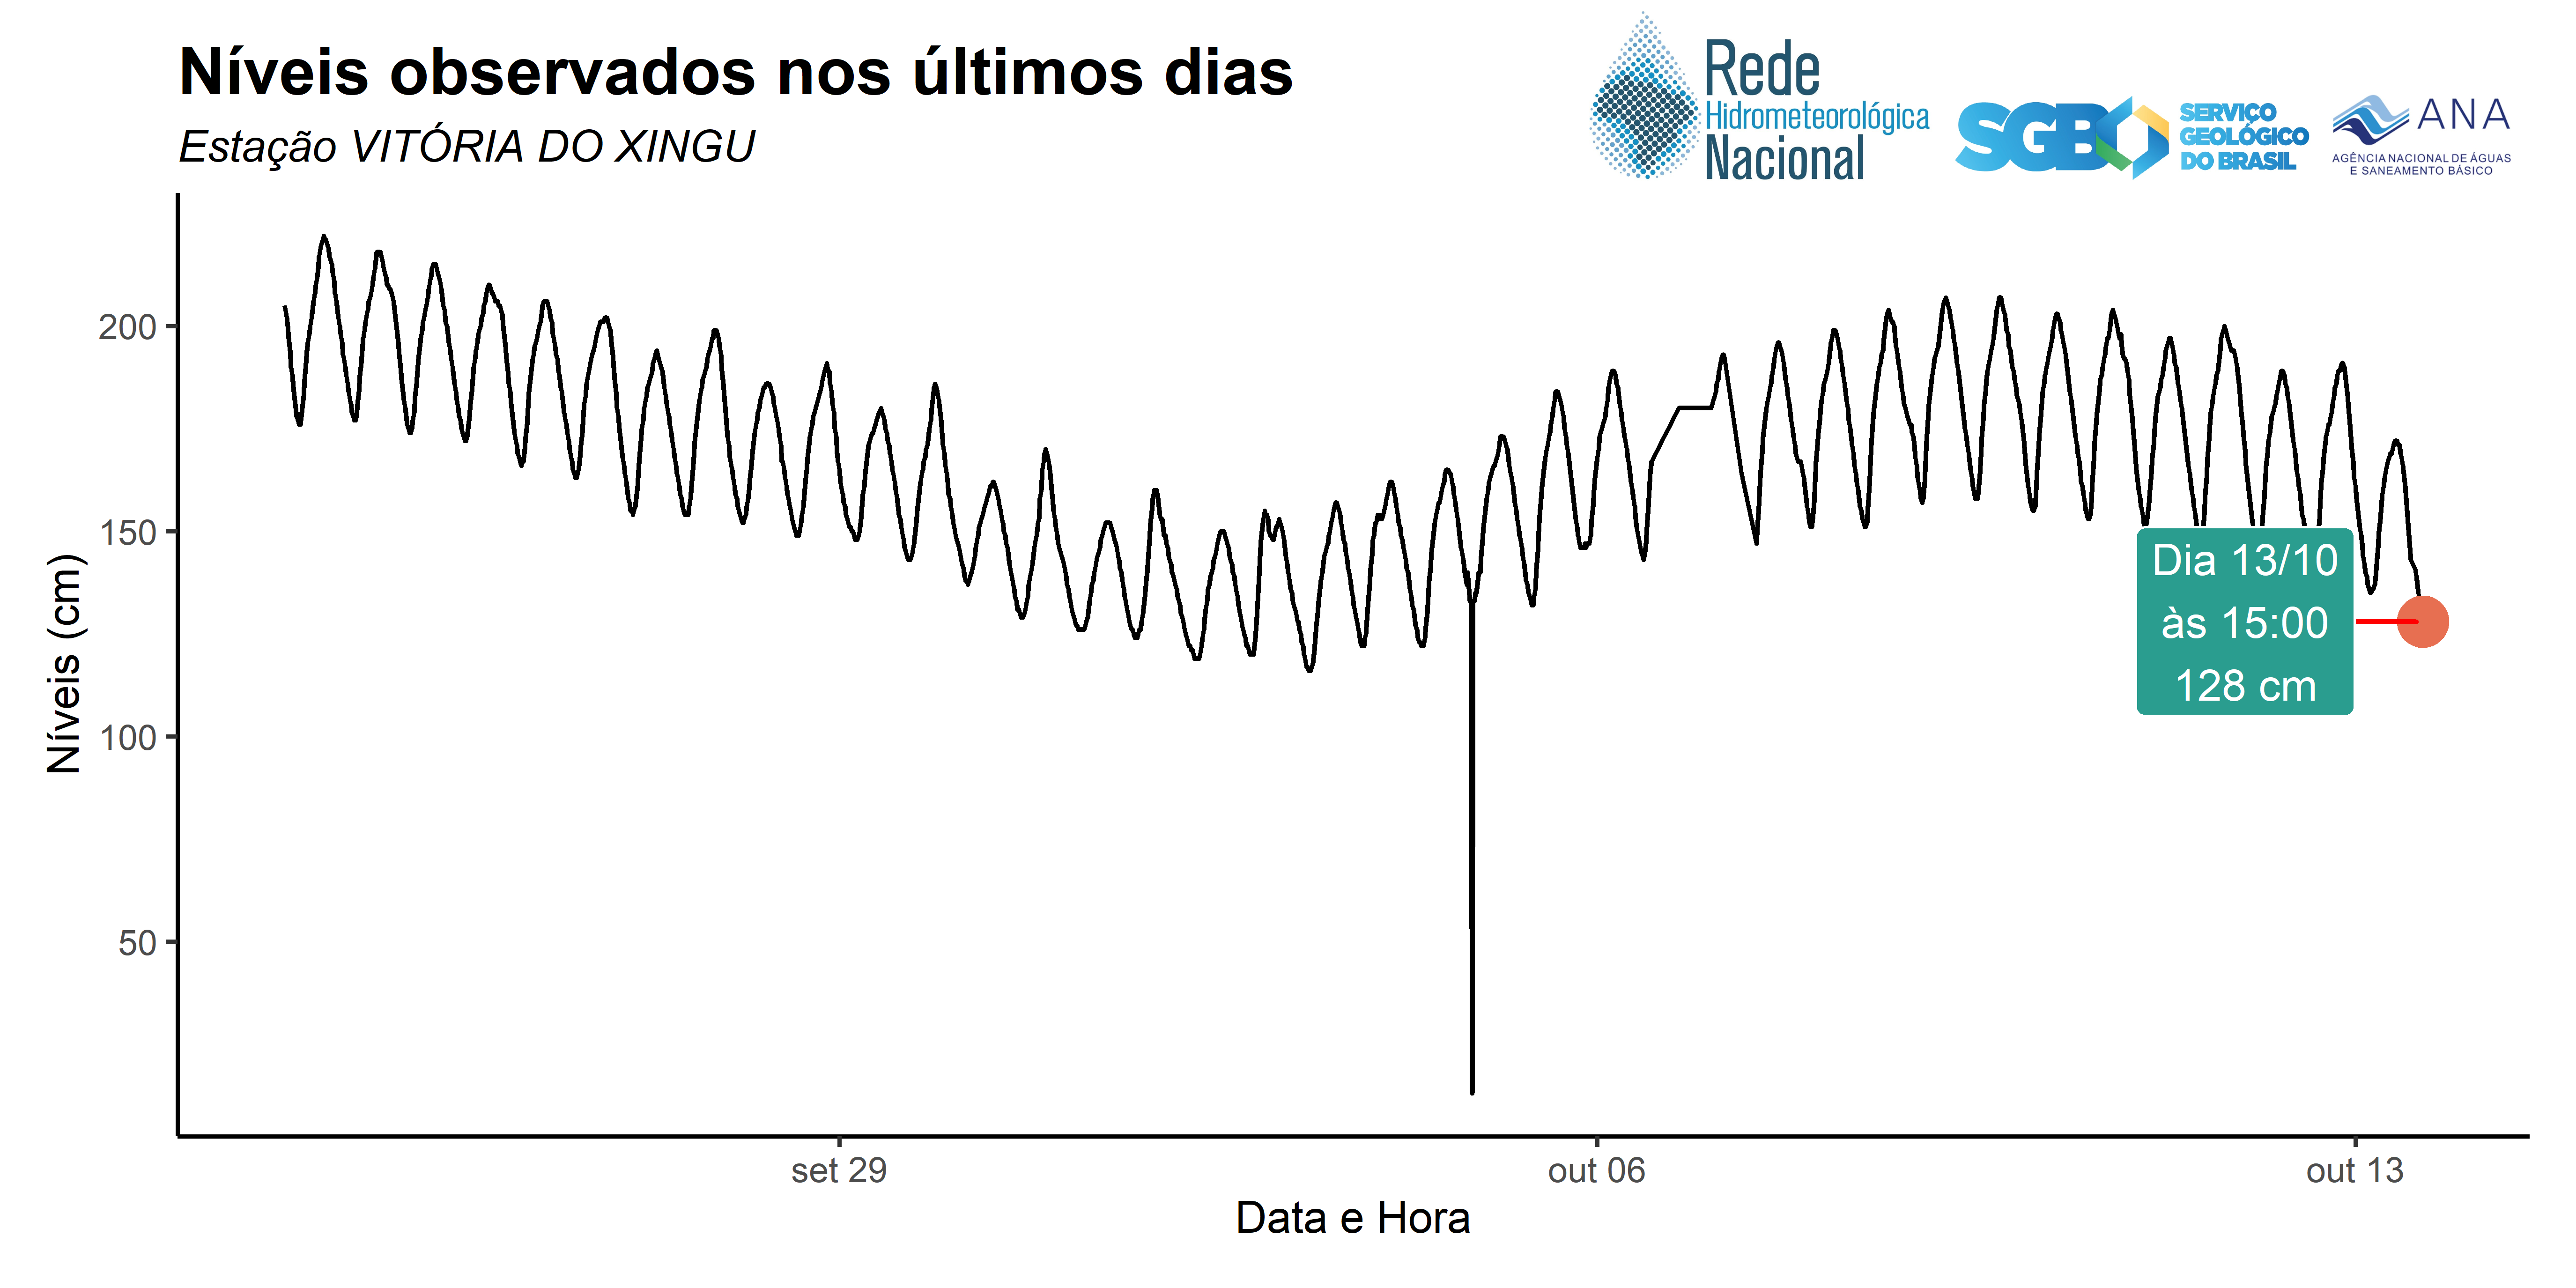 Níveis observados nos últimos dias
Estação VITÓRIA DO XINGU
Rede
Hidrometeorológica
Nacional
SGB
SERVIÇO
GEOLÓGICO
DO BRASIL
ANA
AGÊNCIA NACIONAL DE ÁGUAS
E SANEAMENTO BÁSICO
Níveis (cm)
200
150
100
50
Dia 13/10
às 15:00
128 cm
set 29
out 06
out 13
Data e Hora